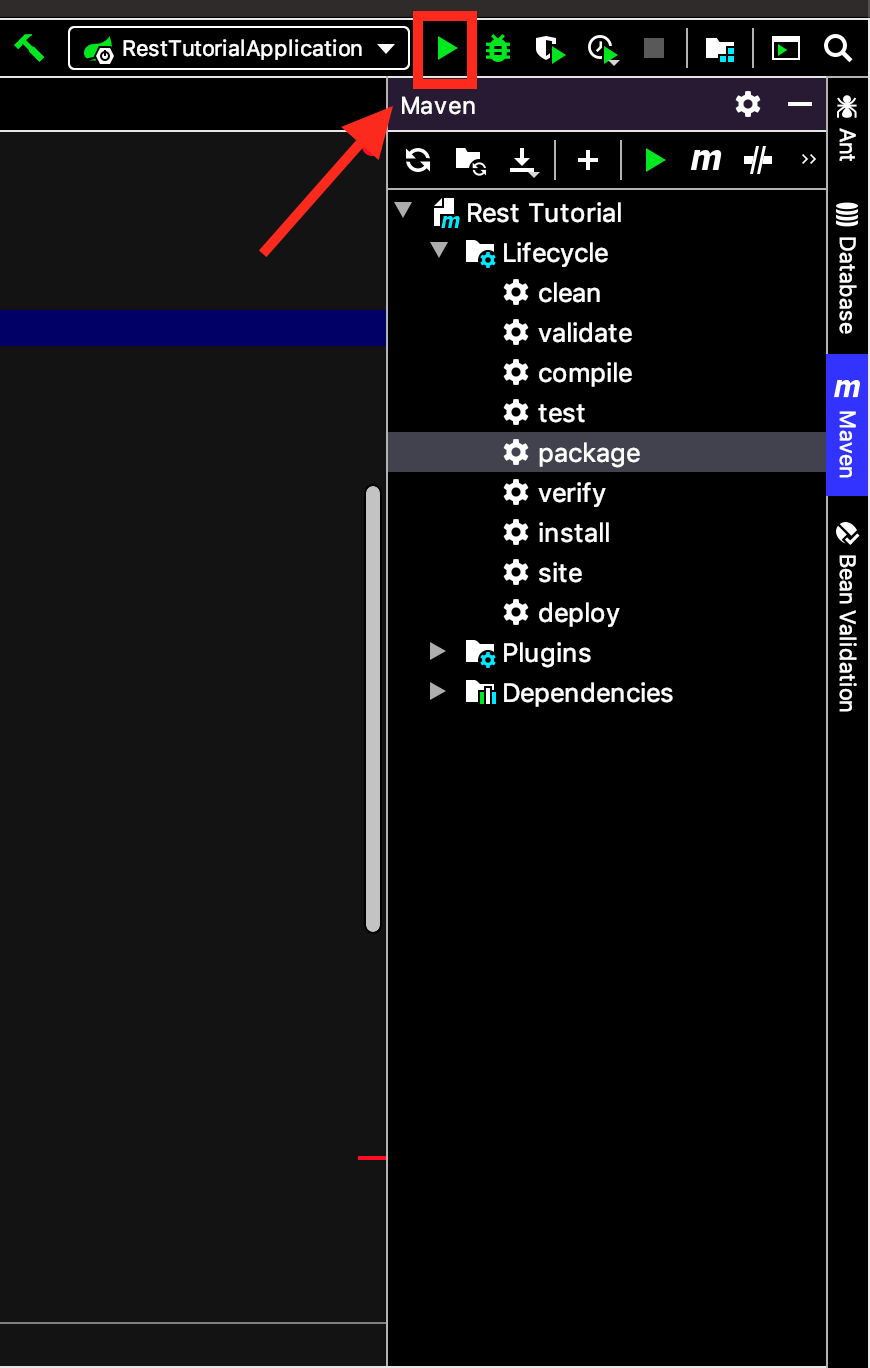 RestTutorialApplication
Maven
m
Rest Tutorial
Lifecycle
clean
validate
compile
test
package
verify
install
site
deploy
Plugins
Dependencies
Ant
Database
m Maven
Bean Validation